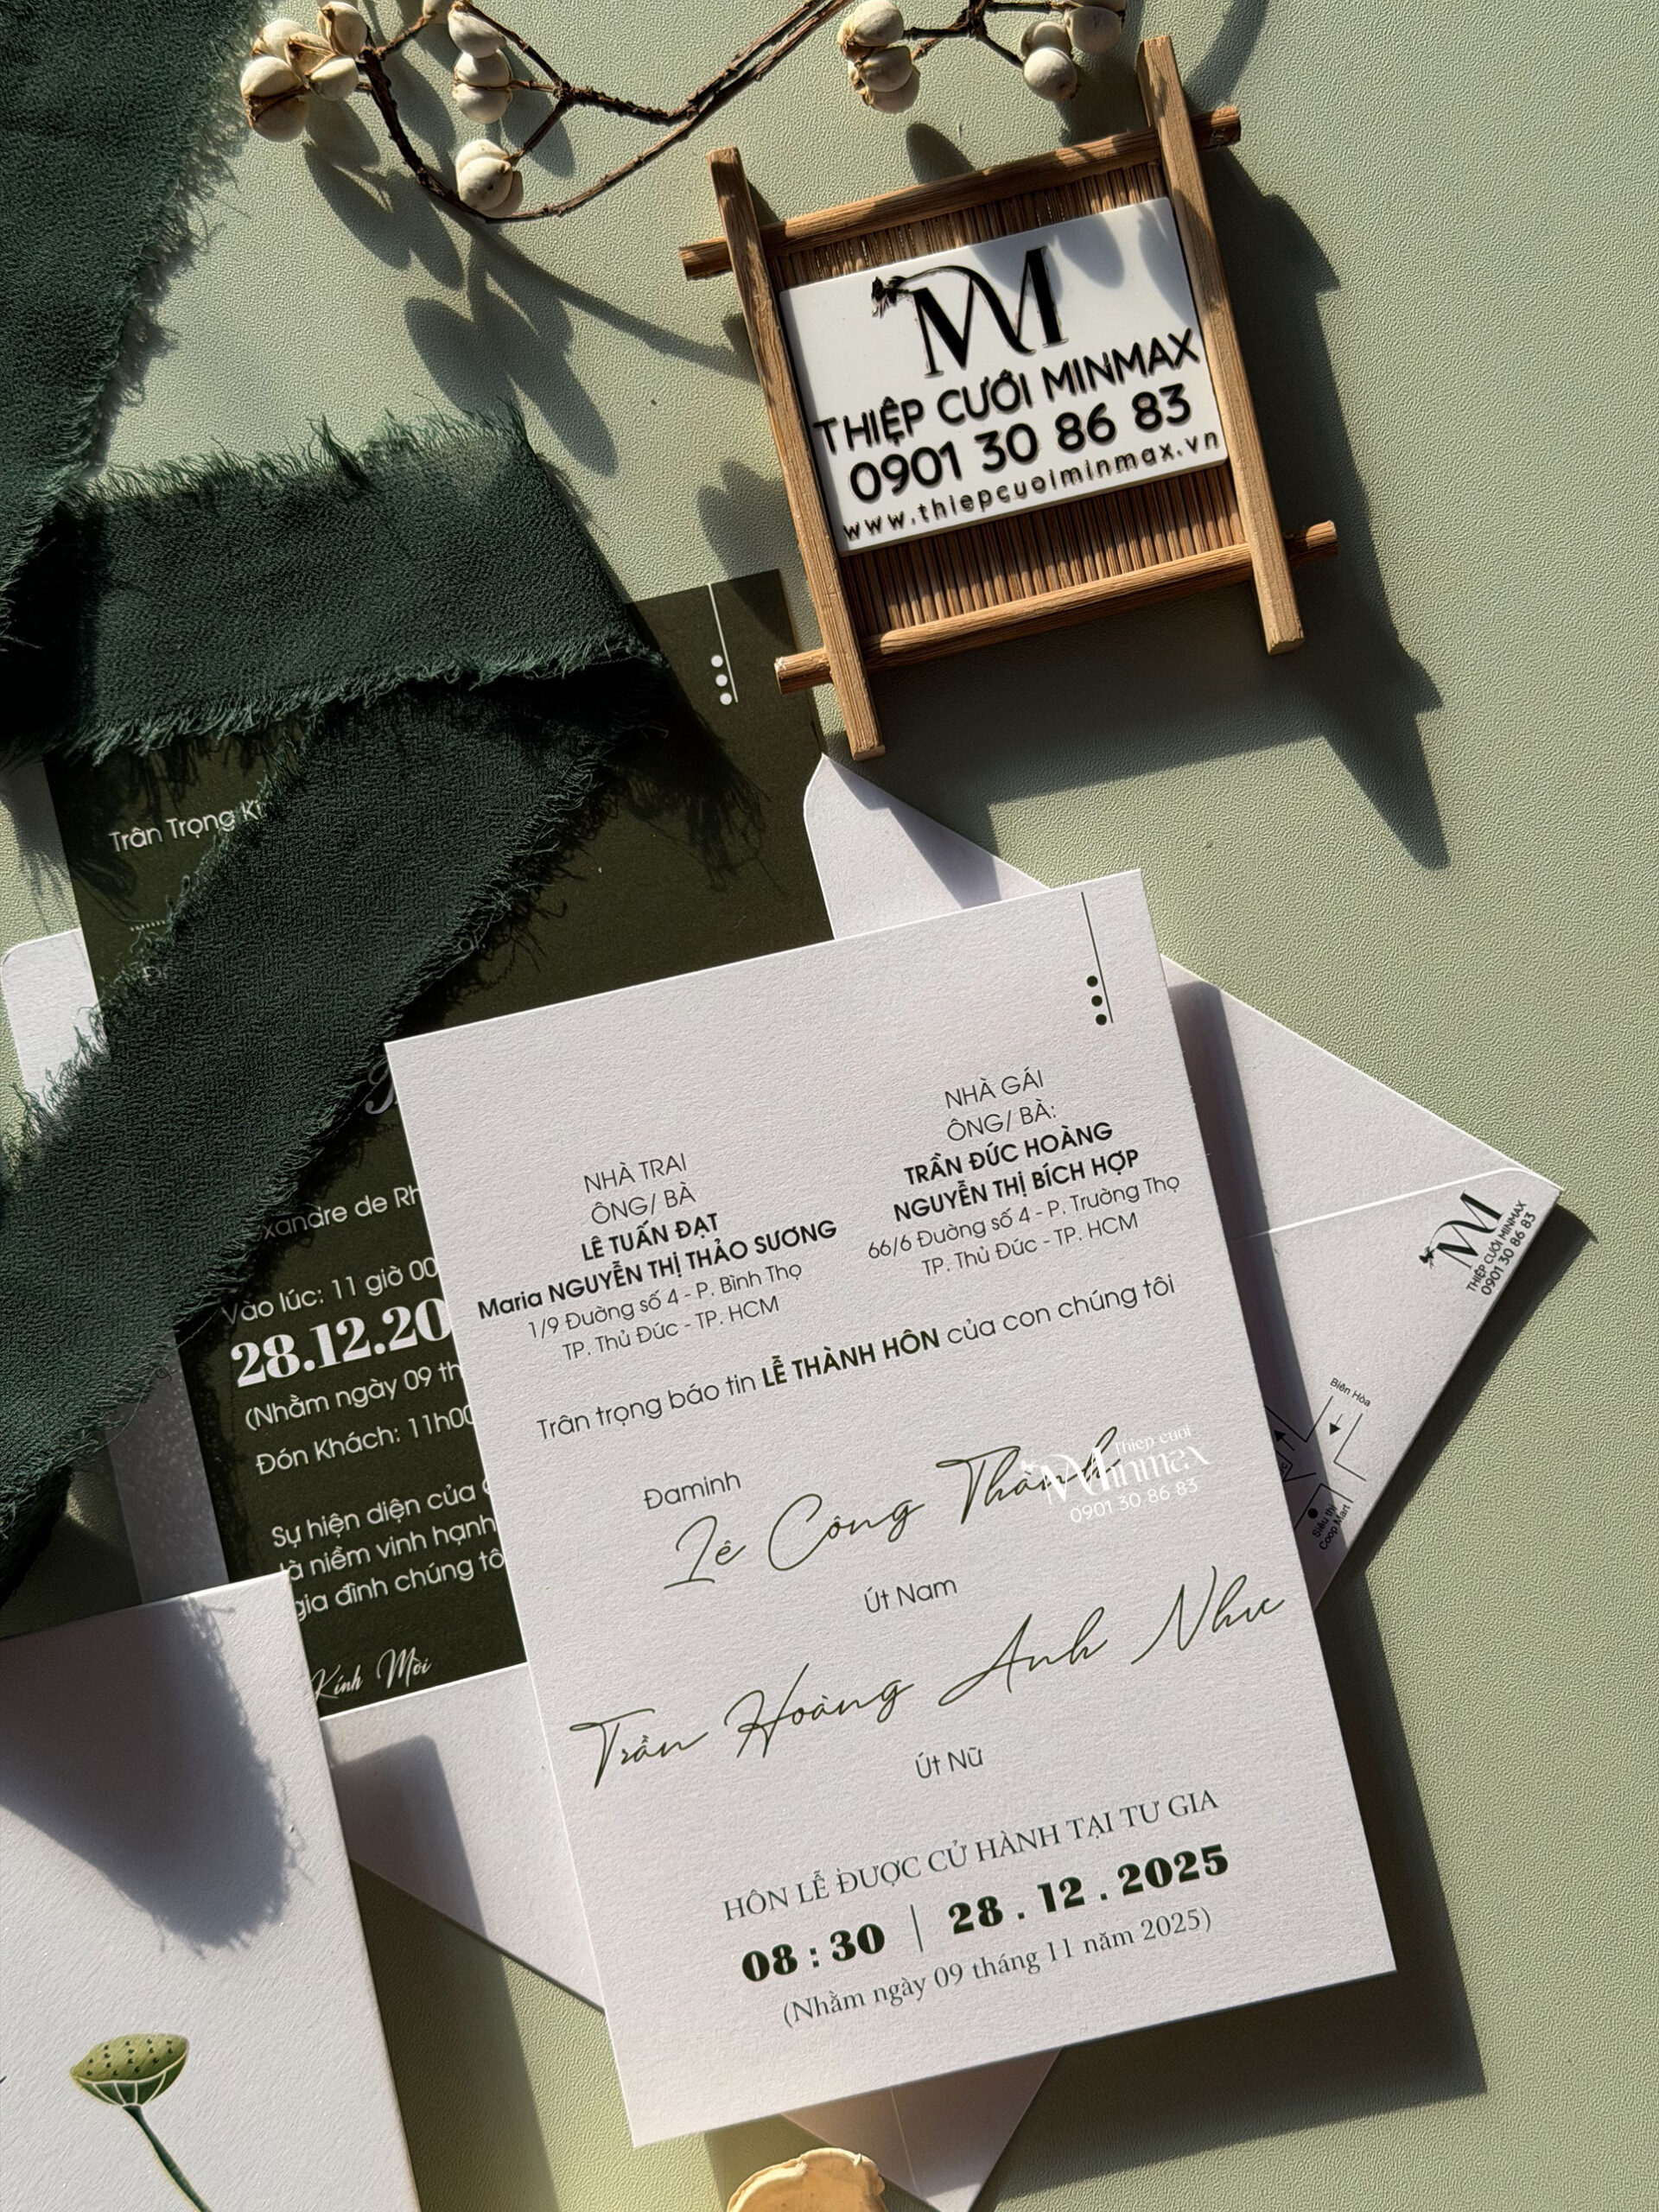 THIỆP CƯỚI MINMAX
0901 30 86 83
www.thiepcuoiminmax.vn
Trân Trọng
NHÀ TRAI
ÔNG/ BÀ
LÊ TUẤN ĐẠT
Maria NGUYỄN THỊ THẢO SƯƠNG
1/9 Đường số 4 - P. Bình Thọ
TP. Thủ Đức - TP. HCM
NHÀ GÁI
ÔNG/ BÀ:
TRẦN ĐỨC HOÀNG
NGUYỄN THỊ BÍCH HỢP
66/6 Đường số 4 - P. Trường Thọ
TP. Thủ Đức - TP. HCM
Trân trọng báo tin LỄ THÀNH HÔN của con chúng tôi
Đaminh
Lê Công Thành
Út Nam
Trần Hoàng Anh Như
Út Nữ
HÔN LỄ ĐƯỢC CỬ HÀNH TẠI TƯ GIA
08 : 30 | 28 . 12 . 2025
(Nhằm ngày 09 tháng 11 năm 2025)
Thiep cuoi
Minmax
0901 30 86 83
xandre de Rh
Vào lúc: 11 giờ 00
28.12.20
(Nhằm ngày 09 th
Đón Khách: 11h00
Sự hiện diện của
là niềm vinh hạnh
gia đình chúng tô
Kính Mời
THIỆP CƯỚI MINMAX
0901 30 86 83
Biên Hòa
Siêu thị
Coop Mart